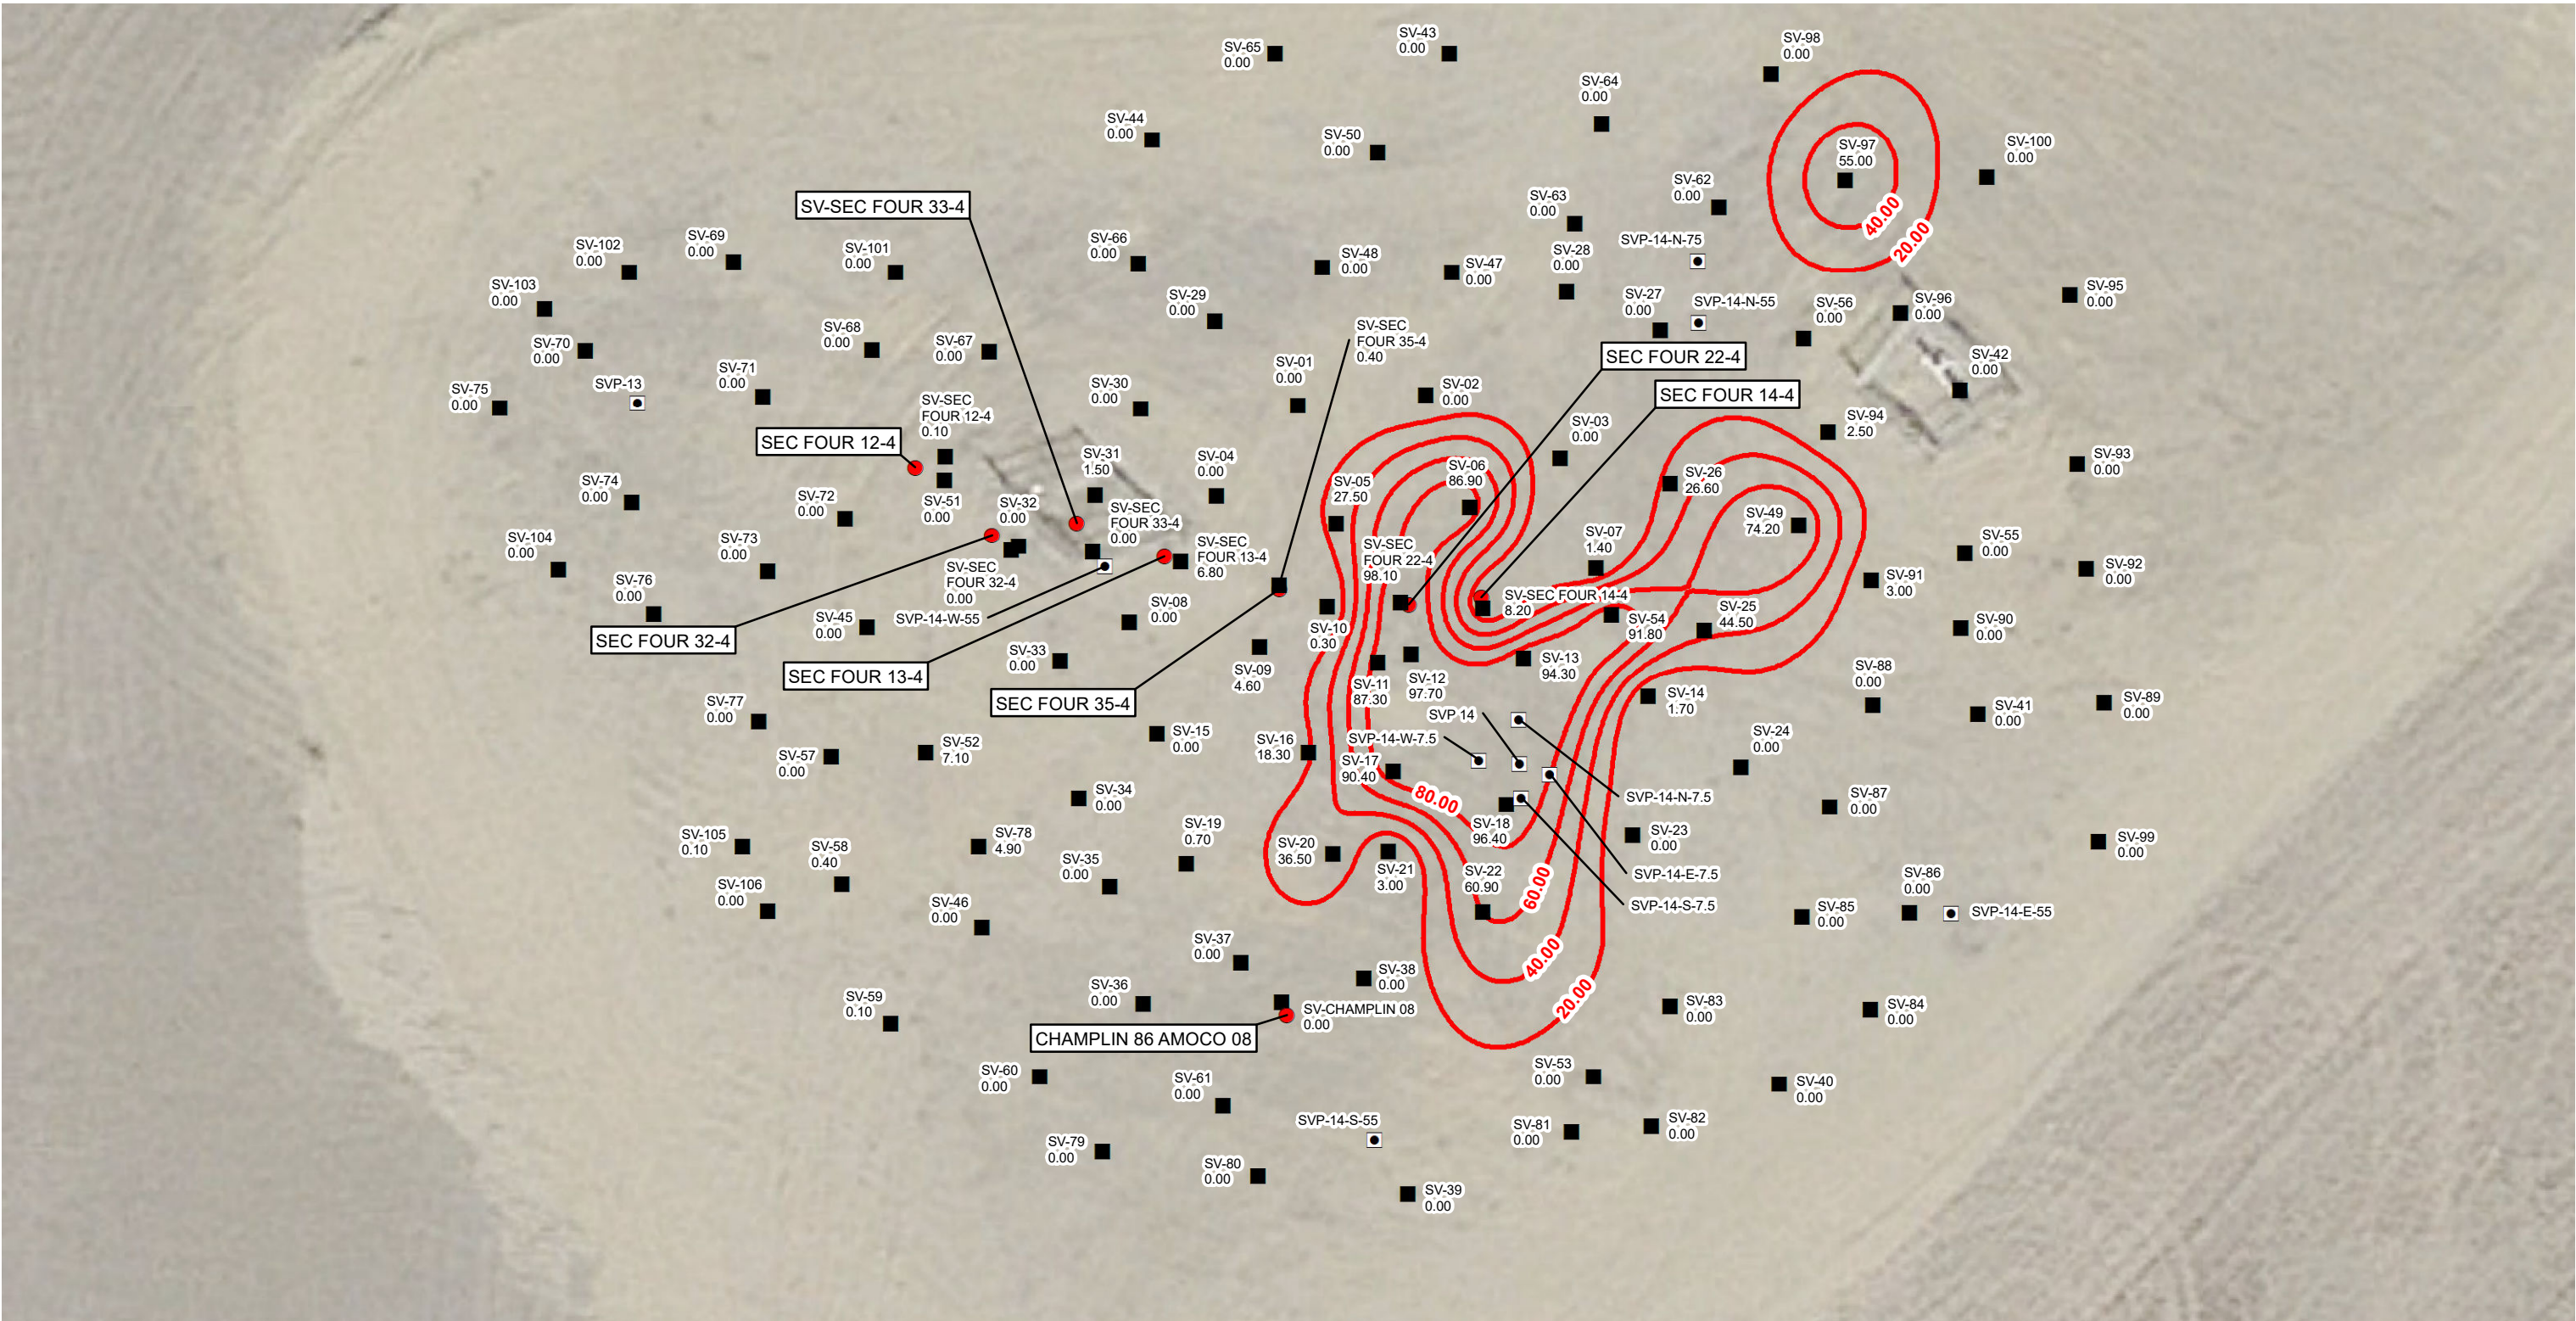 SV-65
0.00
SV-43
0.00
SV-98
0.00
SV-64
0.00
SV-44
0.00
SV-50
0.00
SV-97
55.00
SV-100
0.00
40.00
20.00
SV-62
0.00
SV-63
0.00
SV-SEC FOUR 33-4
SV-102
0.00
SV-69
0.00
SV-101
0.00
SV-66
0.00
SV-48
0.00
SV-47
0.00
SV-28
0.00
SVP-14-N-75
SV-103
0.00
SV-29
0.00
SV-27
0.00
SVP-14-N-55
SV-56
0.00
SV-96
0.00
SV-95
0.00
SV-70
0.00
SV-68
0.00
SV-67
0.00
SV-SEC
FOUR 35-4
0.40
SEC FOUR 22-4
SV-42
0.00
SV-75
0.00
SVP-13
SV-71
0.00
SV-30
0.00
SV-01
0.00
SV-02
0.00
SEC FOUR 14-4
SV-SEC
FOUR 12-4
0.10
SEC FOUR 12-4
SV-03
0.00
SV-94
2.50
SV-74
0.00
SV-72
0.00
SV-51
0.00
SV-32
0.00
SV-31
1.50
SV-04
0.00
SV-05
27.50
SV-06
86.90
SV-26
26.60
SV-49
74.20
SV-93
0.00
SV-SEC
FOUR 33-4
0.00
SV-104
0.00
SV-73
0.00
SV-SEC
FOUR 13-4
6.80
SV-SEC
FOUR 22-4
98.10
SV-07
1.40
SV-55
0.00
SV-92
0.00
SV-76
0.00
SV-SEC
FOUR 32-4
0.00
SV-91
3.00
SV-SEC FOUR 14-4
8.20
SV-45
0.00
SVP-14-W-55
SV-08
0.00
SV-10
0.30
SV-54
91.80
SV-25
44.50
SV-90
0.00
SEC FOUR 32-4
SV-33
0.00
SV-09
4.60
SV-13
94.30
SEC FOUR 13-4
SEC FOUR 35-4
SV-11
87.30
SV-12
97.70
SV-14
1.70
SV-88
0.00
SV-77
0.00
SVP 14
SV-41
0.00
SV-89
0.00
SV-57
0.00
SV-52
7.10
SV-15
0.00
SV-16
18.30
SVP-14-W-7.5
SV-24
0.00
SV-17
90.40
SV-34
0.00
80.00
SVP-14-N-7.5
SV-87
0.00
SV-105
0.10
SV-58
0.40
SV-78
4.90
SV-19
0.70
SV-20
36.50
SV-18
96.40
SV-23
0.00
SV-99
0.00
SV-35
0.00
SV-21
3.00
SV-22
60.90
SVP-14-E-7.5
SV-106
0.00
SV-46
0.00
60.00
SVP-14-S-7.5
SV-85
0.00
SV-86
0.00
SVP-14-E-55
SV-37
0.00
SV-38
0.00
40.00
SV-59
0.10
SV-36
0.00
SV-CHAMPLIN 08
0.00
20.00
SV-83
0.00
SV-84
0.00
CHAMPLIN 86 AMOCO 08
SV-60
0.00
SV-61
0.00
SV-53
0.00
SV-40
0.00
SVP-14-S-55
SV-81
0.00
SV-82
0.00
SV-79
0.00
SV-80
0.00
SV-39
0.00